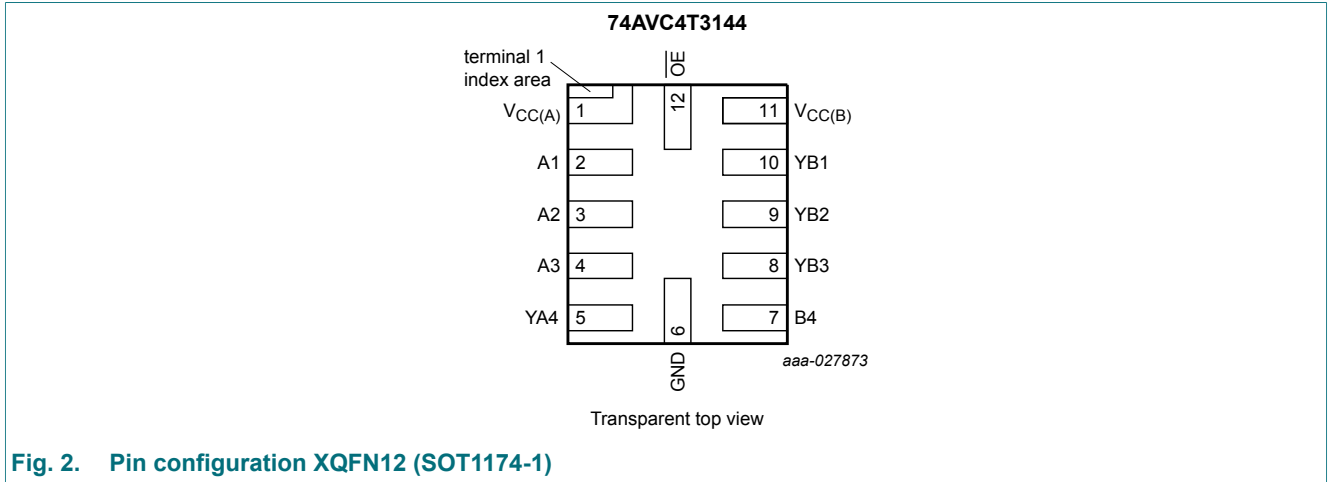 74AVC4T3144
terminal 1
index area
OE
VCC(A) 1 12 11 VCC(B)
A1 2 10 YB1
A2 3 9 YB2
A3 4 8 YB3
YA4 5 6 7 B4
GND
aaa-027873
Transparent top view
Fig. 2. Pin configuration XQFN12 (SOT1174-1)